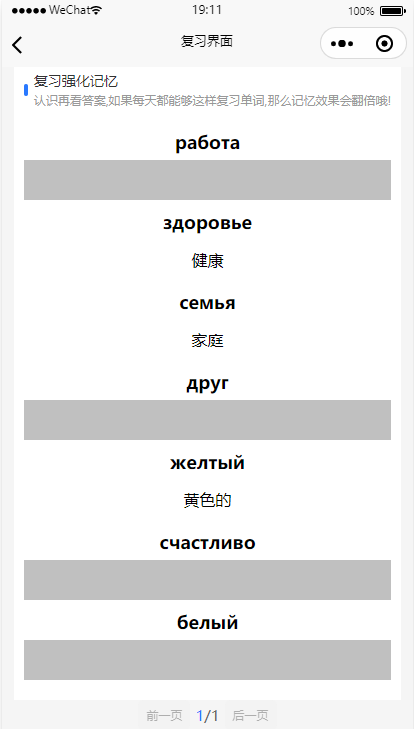 WeChat 19:11 100%
复习界面
复习强化记忆
认识再看答案,如果每天都能够这样复习单词,那么记忆效果会翻倍哦!
работа
здоровье
健康
семья
家庭
друг
желтый
黄色的
счастливо
белый
前一页 1/1 后一页